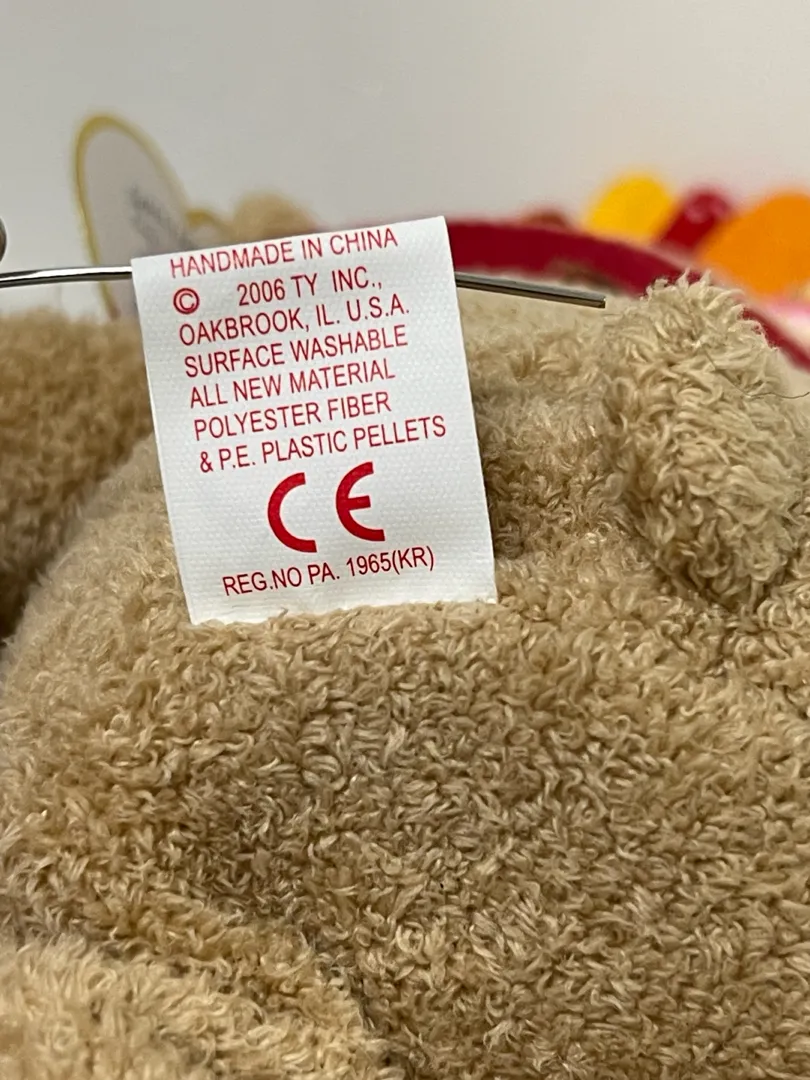 HANDMADE IN CHINA
© 2006 TY INC.,
OAKBROOK, IL. U.S.A.
SURFACE WASHABLE
ALL NEW MATERIAL
POLYESTER FIBER
& P.E. PLASTIC PELLETS
CE
REG.NO PA. 1965(KR)